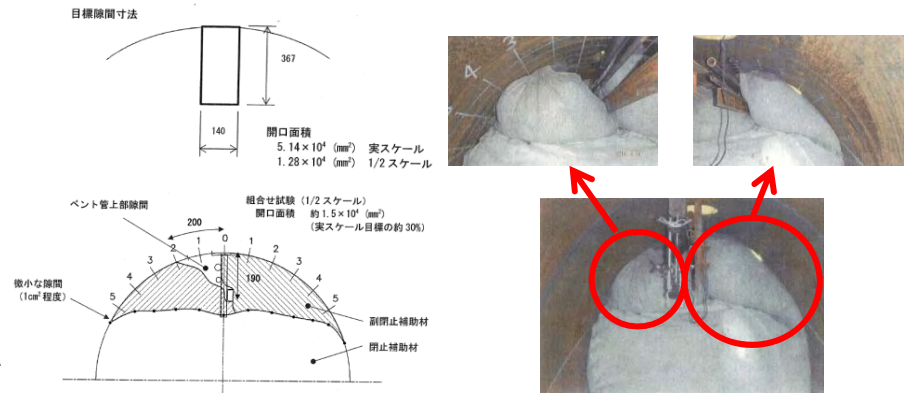 目標隙間寸法
367
140
開口面積
5.14×10⁴ (mm²) 実スケール
1.28×10⁴ (mm²) 1/2 スケール
ベント管上部隙間
組合せ試験 (1/2 スケール)
開口面積 約 1.5×10⁴ (mm²)
(実スケール目標の約 30%)
200
2 1 0 1 2
3 3
4 4
5 5
190
微小な隙間
(1cm² 程度)
副閉止補助材
閉止補助材
3
4